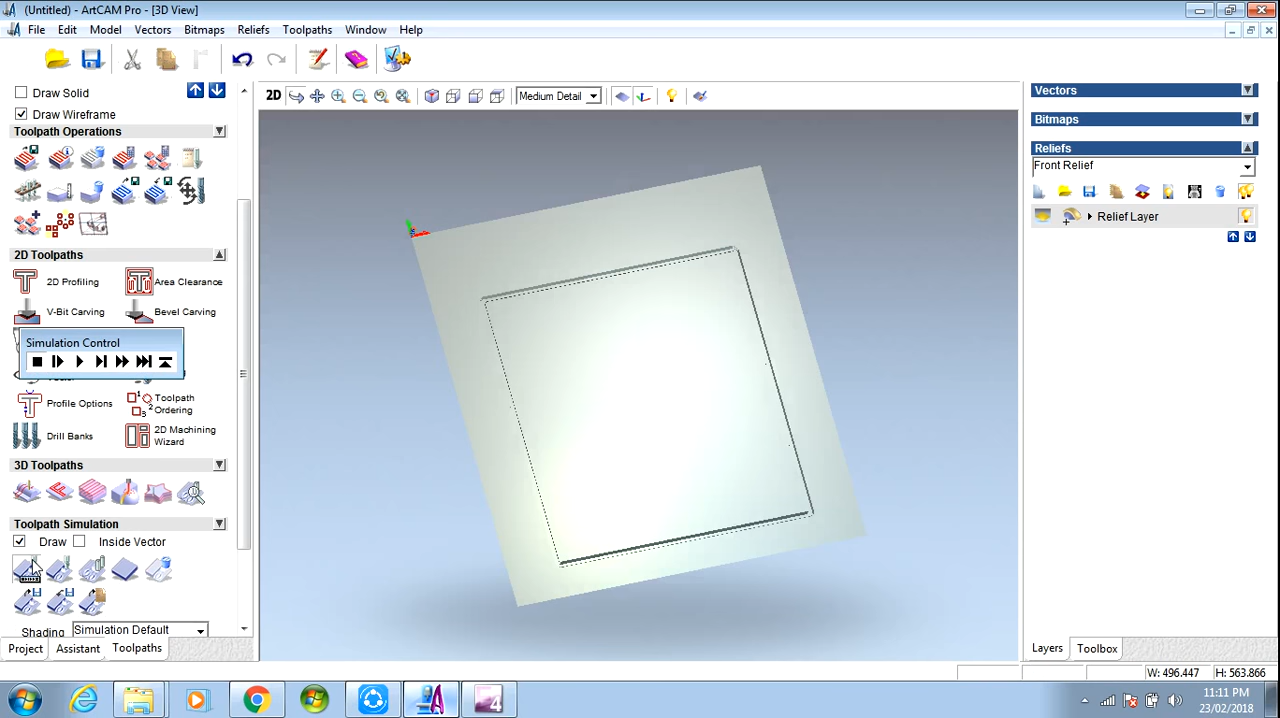 (Untitled) - ArtCAM Pro - [3D View]
File Edit Model Vectors Bitmaps Reliefs Toolpaths Window Help
Draw Solid
Draw Wireframe
Toolpath Operations
2D Toolpaths
2D Profiling
Area Clearance
V-Bit Carving
Bevel Carving
Simulation Control
Profile Options
Toolpath Ordering
Drill Banks
2D Machining Wizard
3D Toolpaths
Toolpath Simulation
Draw
Inside Vector
Shading
Simulation Default
Project
Assistant
Toolpaths
2D
Medium Detail
Vectors
Bitmaps
Reliefs
Front Relief
Relief Layer
Layers
Toolbox
W: 496.447
H: 563.866
4
11:11 PM
23/02/2018